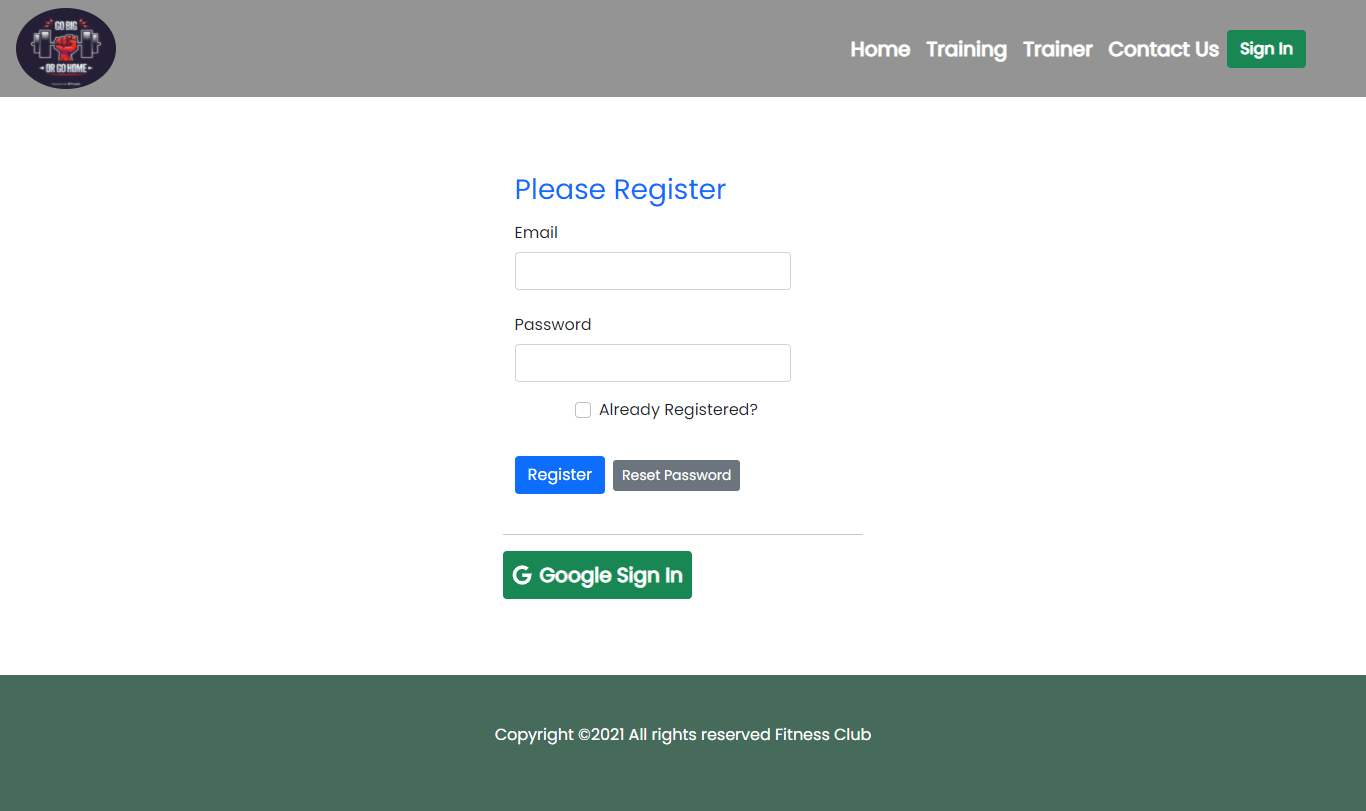 GO BIG
OR GO HOME
Home Training Trainer Contact Us Sign In
Please Register
Email
Password
Already Registered?
Register Reset Password
Google Sign In
Copyright ©2021 All rights reserved Fitness Club